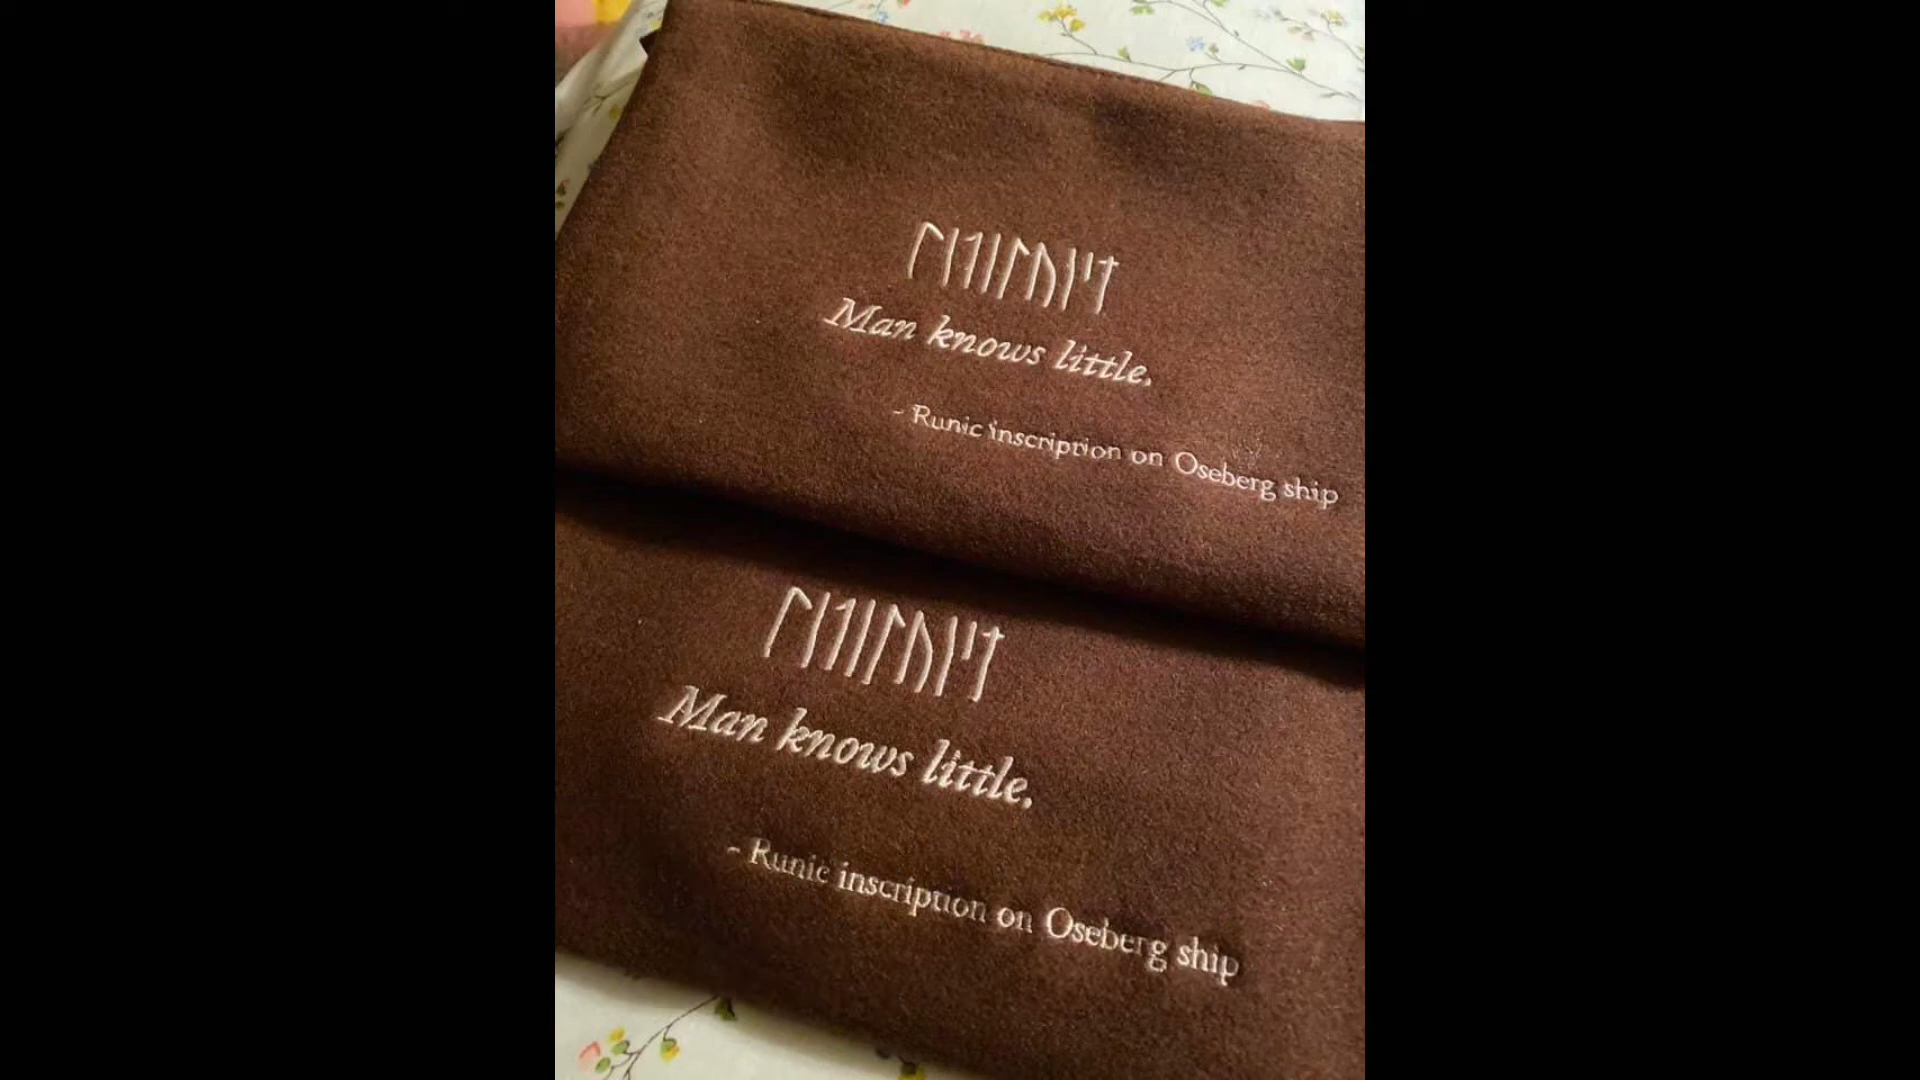 ᛚᛁᛐᛁᛚᚢᛁᛌᛙ
Man knows little.
- Runic inscription on Oseberg ship
ᛚᛁᛐᛁᛚᚢᛁᛌᛙ
Man knows little.
- Runic inscription on Oseberg ship